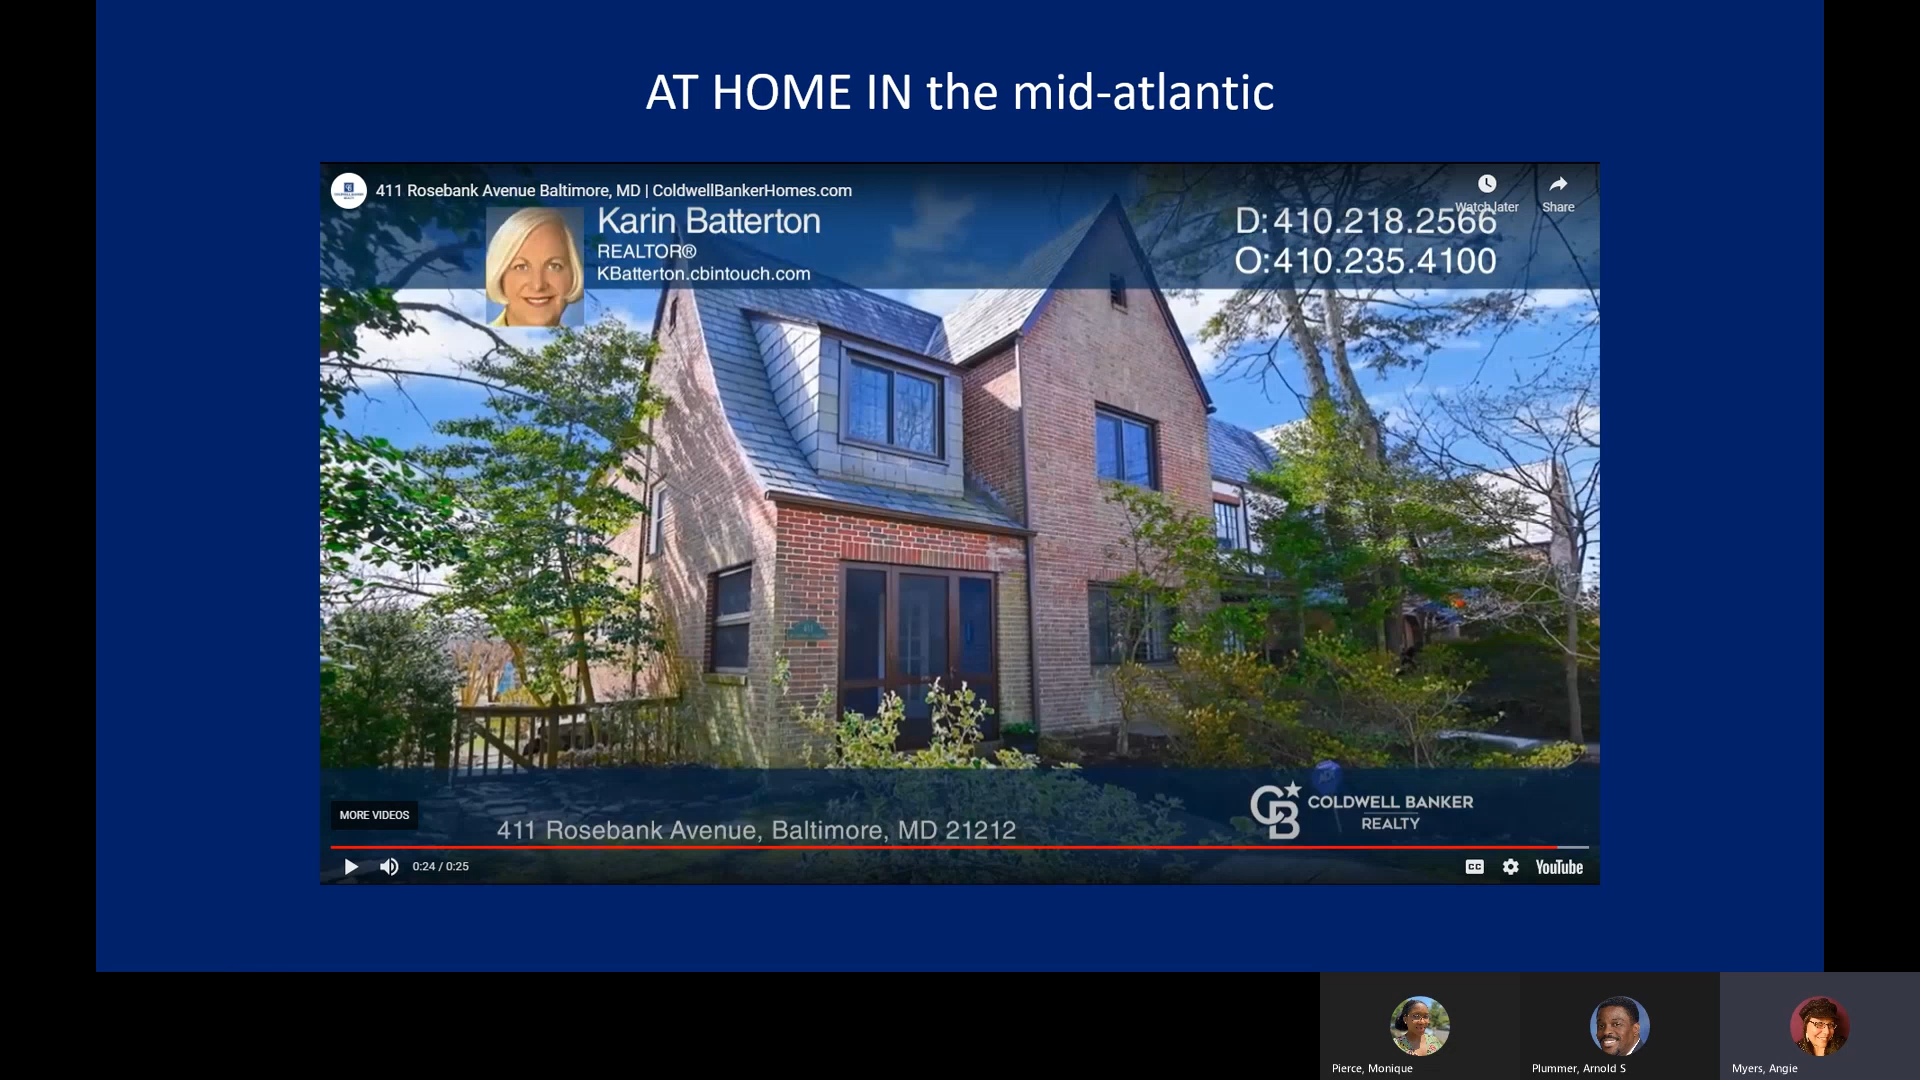 AT HOME IN the mid-atlantic
411 Rosebank Avenue Baltimore, MD | ColdwellBankerHomes.com
Watch later
Share
Karin Batterton
REALTOR®
KBatterton.cbintouch.com
D: 410.218.2566
O: 410.235.4100
MORE VIDEOS
411 Rosebank Avenue, Baltimore, MD 21212
CB
COLDWELL BANKER
REALTY
0:24 / 0:25
CC
YouTube
Pierce, Monique
Plummer, Arnold S
Myers, Angie